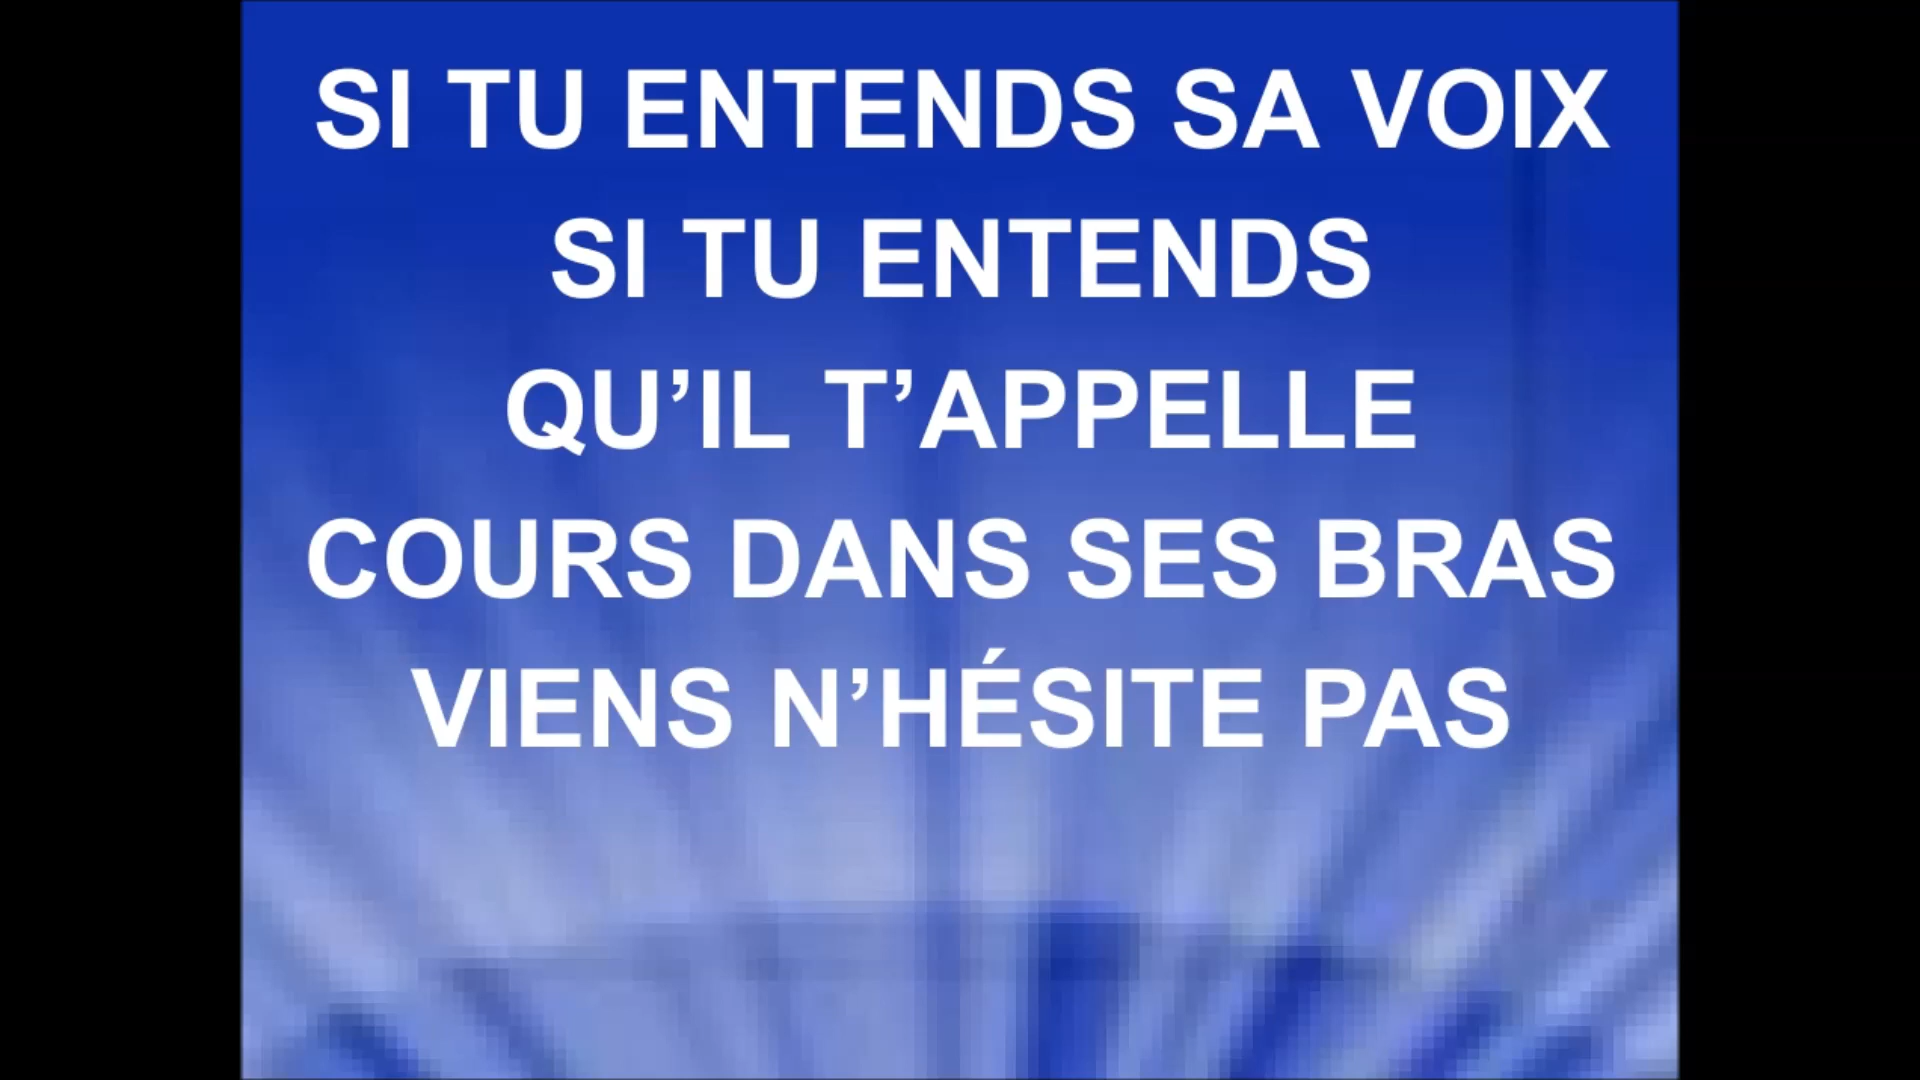 SI TU ENTENDS SA VOIX
SI TU ENTENDS
QU’IL T’APPELLE
COURS DANS SES BRAS
VIENS N’HÉSITE PAS